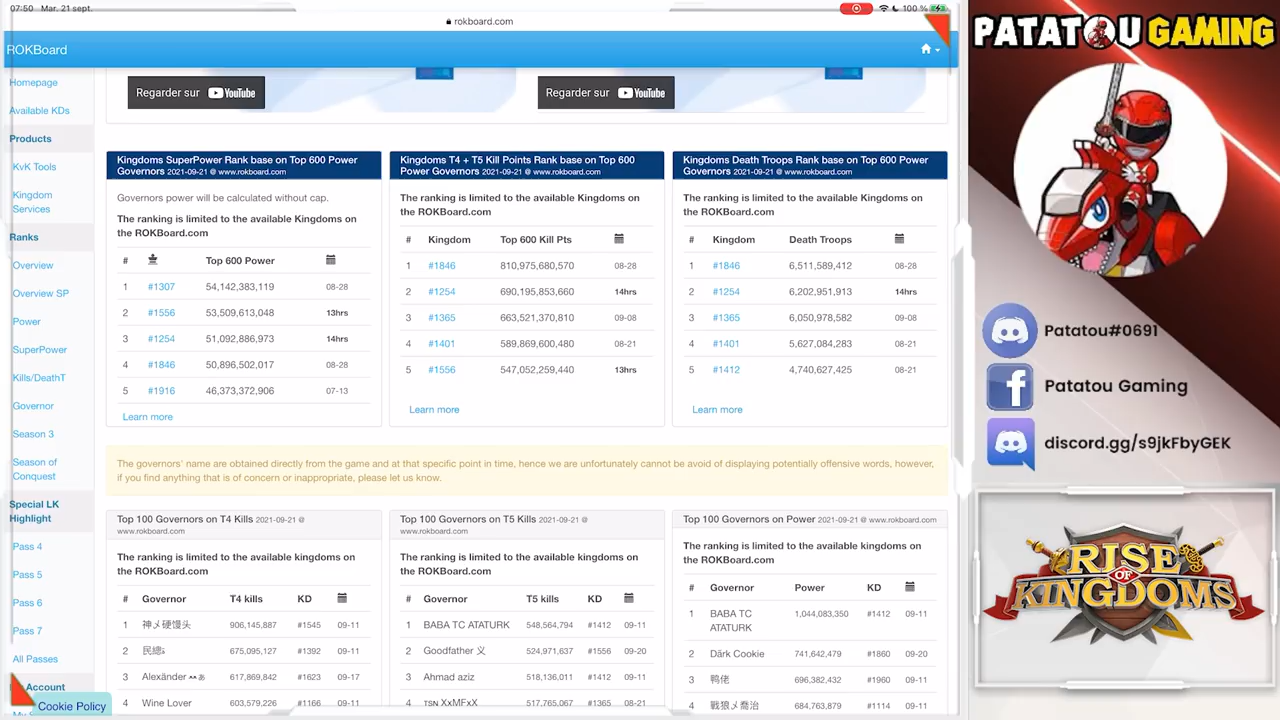 07:50 Mar. 21 sept.
rokboard.com
100 %
ROKBoard
Homepage
Available KDs
Products
KvK Tools
Kingdom
Services
Ranks
Overview
Overview SP
Power
SuperPower
Kills/DeathT
Governor
Season 3
Season of
Conquest
Special LK
Highlight
Pass 4
Pass 5
Pass 6
Pass 7
All Passes
Account
Cookie Policy
Regarder sur YouTube
Regarder sur YouTube
Kingdoms SuperPower Rank base on Top 600 Power
Governors 2021-09-21 @ www.rokboard.com
Governors power will be calculated without cap.
The ranking is limited to the available Kingdoms on
the ROKBoard.com
# Top 600 Power
1 #1307 54,142,383,119 08-28
2 #1556 53,509,613,048 13hrs
3 #1254 51,092,886,973 14hrs
4 #1846 50,896,502,017 08-28
5 #1916 46,373,372,906 07-13
Learn more
Kingdoms T4 + T5 Kill Points Rank base on Top 600
Power Governors 2021-09-21 @ www.rokboard.com
The ranking is limited to the available Kingdoms on
the ROKBoard.com
# Kingdom Top 600 Kill Pts
1 #1846 810,975,680,570 08-28
2 #1254 690,195,853,660 14hrs
3 #1365 663,521,370,810 09-08
4 #1401 589,869,600,480 08-21
5 #1556 547,052,259,440 13hrs
Learn more
Kingdoms Death Troops Rank base on Top 600 Power
Governors 2021-09-21 @ www.rokboard.com
The ranking is limited to the available Kingdoms on
the ROKBoard.com
# Kingdom Death Troops
1 #1846 6,511,589,412 08-28
2 #1254 6,202,951,913 14hrs
3 #1365 6,050,978,582 09-08
4 #1401 5,627,084,283 08-21
5 #1412 4,740,627,425 08-21
Learn more
The governors' name are obtained directly from the game and at that specific point in time, hence we are unfortunately cannot be avoid of displaying potentially offensive words, however,
if you find anything that is of concern or inappropriate, please let us know.
Top 100 Governors on T4 Kills 2021-09-21 @
www.rokboard.com
The ranking is limited to the available kingdoms on
the ROKBoard.com
# Governor T4 kills KD
1 神メ硬馒头 906,145,887 #1545 09-11
2 民總 675,095,127 #1392 09-11
3 Alexänder 617,869,842 #1623 09-17
4 Wine Lover 603,579,226 #1166 09-11
Top 100 Governors on T5 Kills 2021-09-21 @
www.rokboard.com
The ranking is limited to the available kingdoms on
the ROKBoard.com
# Governor T5 kills KD
1 BABA TC ATATURK 548,564,794 #1412 09-11
2 Goodfather 义 524,971,637 #1556 09-20
3 Ahmad aziz 518,136,011 #1412 09-11
4 ᴛsɴ XxMFxX 517,765,067 #1365 08-21
Top 100 Governors on Power 2021-09-21 @ www.rokboard.com
The ranking is limited to the available kingdoms on
the ROKBoard.com
# Governor Power KD
1 BABA TC
ATATURK 1,044,083,350 #1412 09-11
2 Därk Cookie 741,642,479 #1860 09-20
3 鸭佬 696,382,432 #1960 09-11
4 戰狼メ喬治 684,763,879 #1114 09-11
PATATOU GAMING
Patatou#0691
Patatou Gaming
discord.gg/s9jkFbyGEK
RISE
OF
KINGDOMS